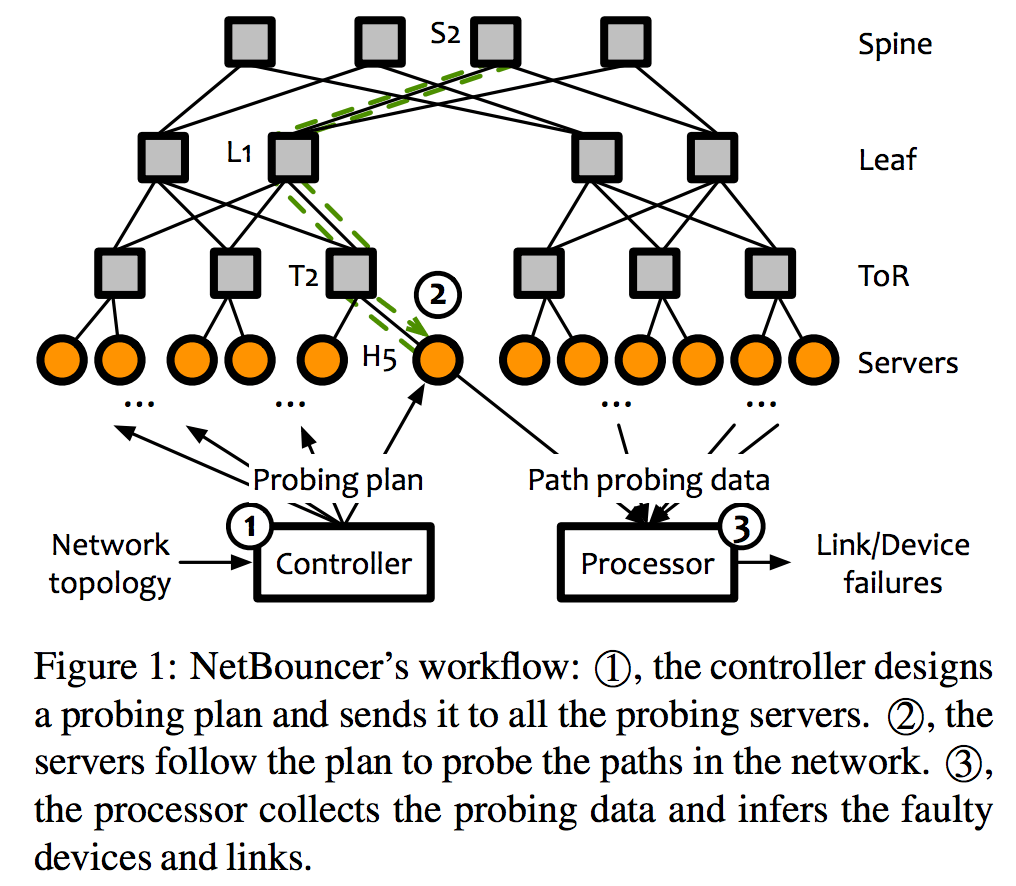 S2
Spine
L1
Leaf
T2
ToR
2
H5
Servers
...
...
...
...
Probing plan
Path probing data
1
3
Network
topology
Controller
Processor
Link/Device
failures
Figure 1: NetBouncer’s workflow: ①, the controller designs
a probing plan and sends it to all the probing servers. ②, the
servers follow the plan to probe the paths in the network. ③,
the processor collects the probing data and infers the faulty
devices and links.